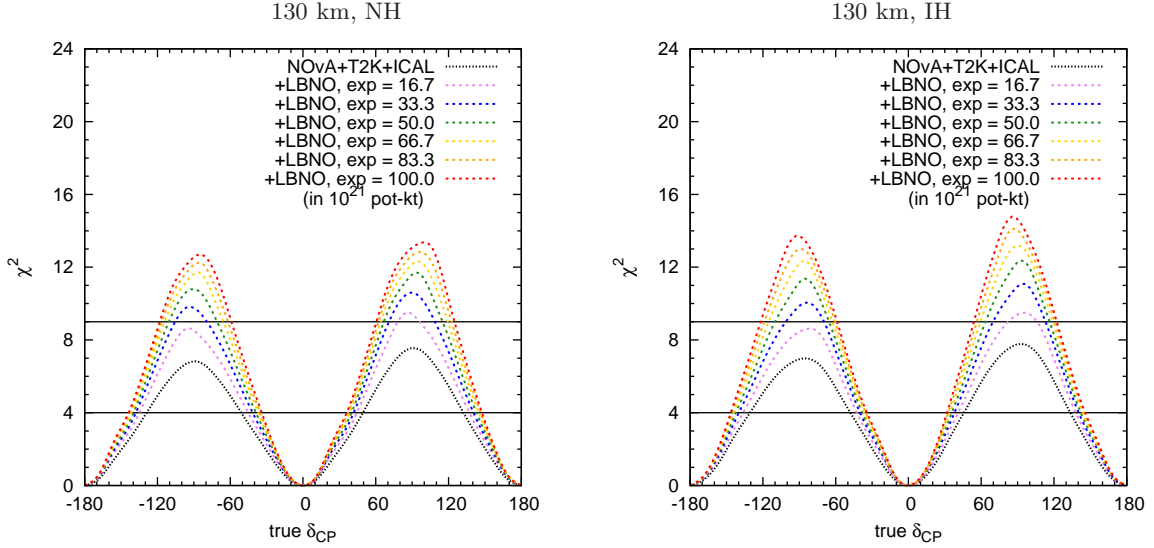 130 km, NH
24
20
16
12
8
4
0
-180
-120
-60
0
60
120
180
χ2
true δCP
NOvA+T2K+ICAL
+LBNO, exp = 16.7
+LBNO, exp = 33.3
+LBNO, exp = 50.0
+LBNO, exp = 66.7
+LBNO, exp = 83.3
+LBNO, exp = 100.0
(in 10^21 pot-kt)
130 km, IH
24
20
16
12
8
4
0
-180
-120
-60
0
60
120
180
χ2
true δCP
NOvA+T2K+ICAL
+LBNO, exp = 16.7
+LBNO, exp = 33.3
+LBNO, exp = 50.0
+LBNO, exp = 66.7
+LBNO, exp = 83.3
+LBNO, exp = 100.0
(in 10^21 pot-kt)